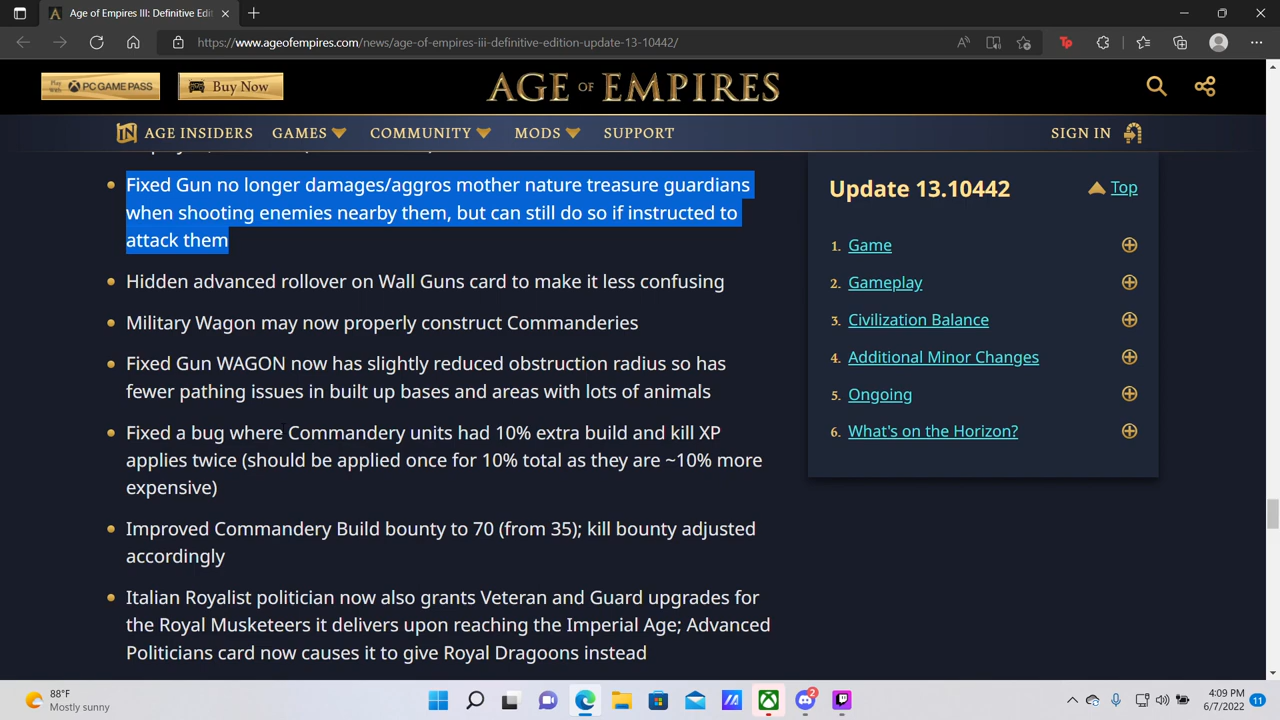 Age of Empires III: Definitive Edi
https://www.ageofempires.com/news/age-of-empires-iii-definitive-edition-update-13-10442/
PC GAME PASS
Buy Now
AGE OF EMPIRES
AGE INSIDERS
GAMES
COMMUNITY
MODS
SUPPORT
SIGN IN
Fixed Gun no longer damages/aggros mother nature treasure guardians
when shooting enemies nearby them, but can still do so if instructed to
attack them
Hidden advanced rollover on Wall Guns card to make it less confusing
Military Wagon may now properly construct Commanderies
Fixed Gun WAGON now has slightly reduced obstruction radius so has
fewer pathing issues in built up bases and areas with lots of animals
Fixed a bug where Commandery units had 10% extra build and kill XP
applies twice (should be applied once for 10% total as they are ~10% more
expensive)
Improved Commandery Build bounty to 70 (from 35); kill bounty adjusted
accordingly
Italian Royalist politician now also grants Veteran and Guard upgrades for
the Royal Musketeers it delivers upon reaching the Imperial Age; Advanced
Politicians card now causes it to give Royal Dragoons instead
Update 13.10442
Top
1. Game
2. Gameplay
3. Civilization Balance
4. Additional Minor Changes
5. Ongoing
6. What's on the Horizon?
88°F
Mostly sunny
2
4:09 PM
6/7/2022
11